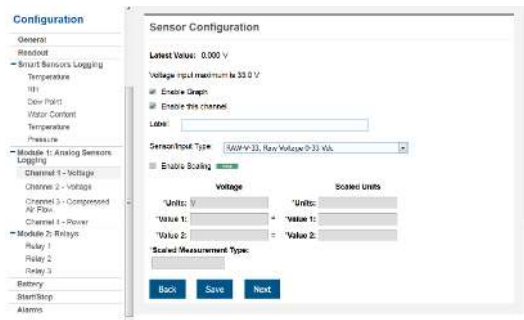 Configuration
General
Readout
Smart Sensors Logging
Temperature
RH
Dew Point
Water Content
Temperature
Pressure
Module 1: Analog Sensors
Logging
Channel 1 - Voltage
Channel 2 - Voltage
Channel 3 - Compressed
Air Flow
Channel 4 - Power
Module 2: Relays
Relay 1
Relay 2
Relay 3
Battery
Start/Stop
Alarms
Sensor Configuration
Latest Value: 0.000 V
Voltage input maximum is 33.0 V
Enable Graph
Enable this channel
Label:
Sensor/Input Type: RAW-V-33, Raw Voltage 0-33 Vdc
Enable Scaling
Voltage Scaled Units
*Units: V *Units:
*Value 1: = *Value 1:
*Value 2: = *Value 2:
*Scaled Measurement Type:
Back Save Next